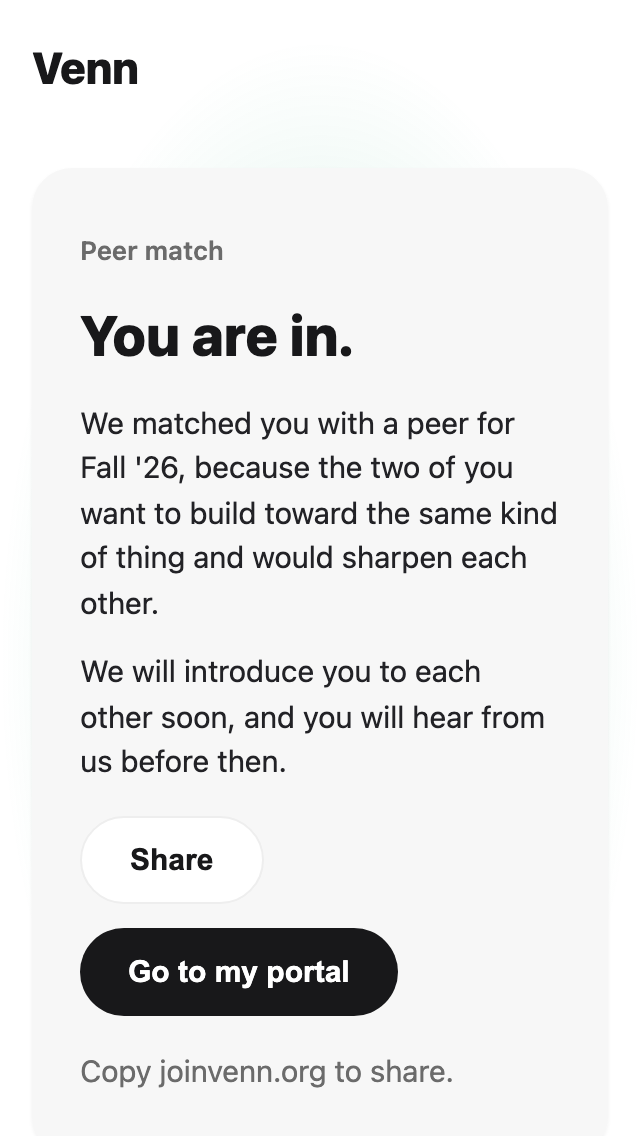 Venn
Peer match
You are in.
We matched you with a peer for
Fall '26, because the two of you
want to build toward the same kind
of thing and would sharpen each
other.
We will introduce you to each
other soon, and you will hear from
us before then.
Share
Go to my portal
Copy joinvenn.org to share.